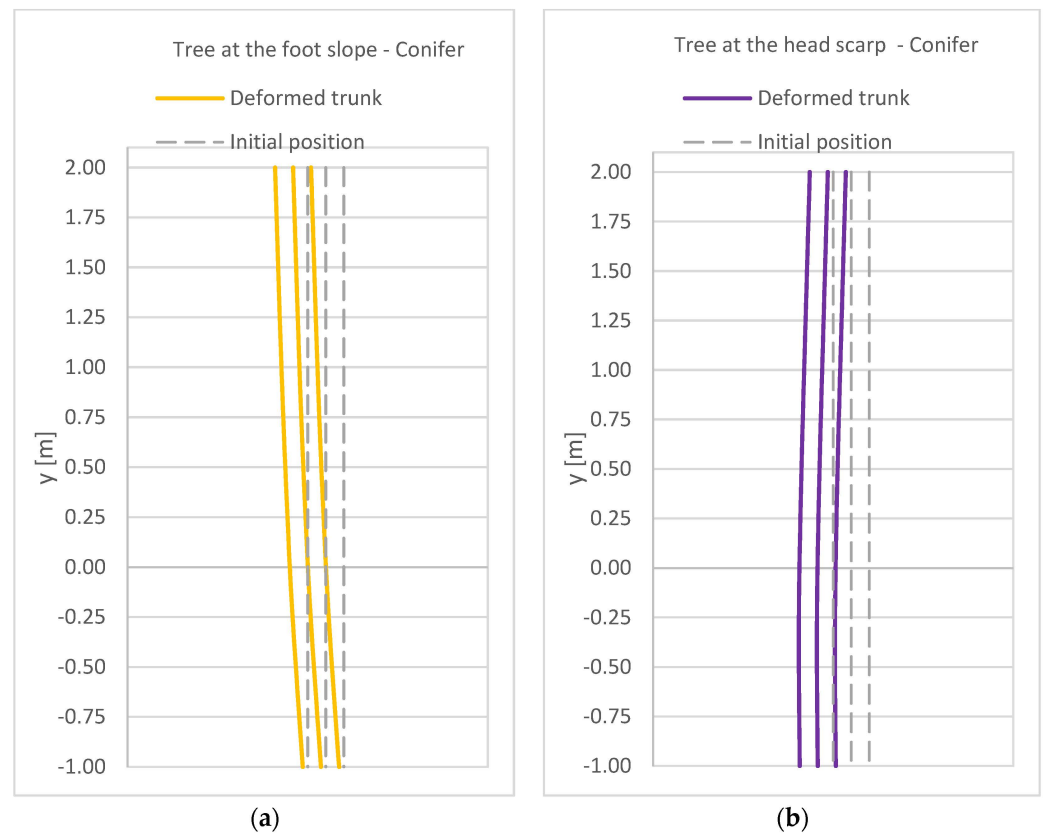 Tree at the foot slope - Conifer
Deformed trunk
Initial position
2.00
1.75
1.50
1.25
1.00
0.75
0.50
0.25
0.00
-0.25
-0.50
-0.75
-1.00
y [m]
(a)
Tree at the head scarp  - Conifer
Deformed trunk
Initial position
2.00
1.75
1.50
1.25
1.00
0.75
0.50
0.25
0.00
-0.25
-0.50
-0.75
-1.00
y [m]
(b)